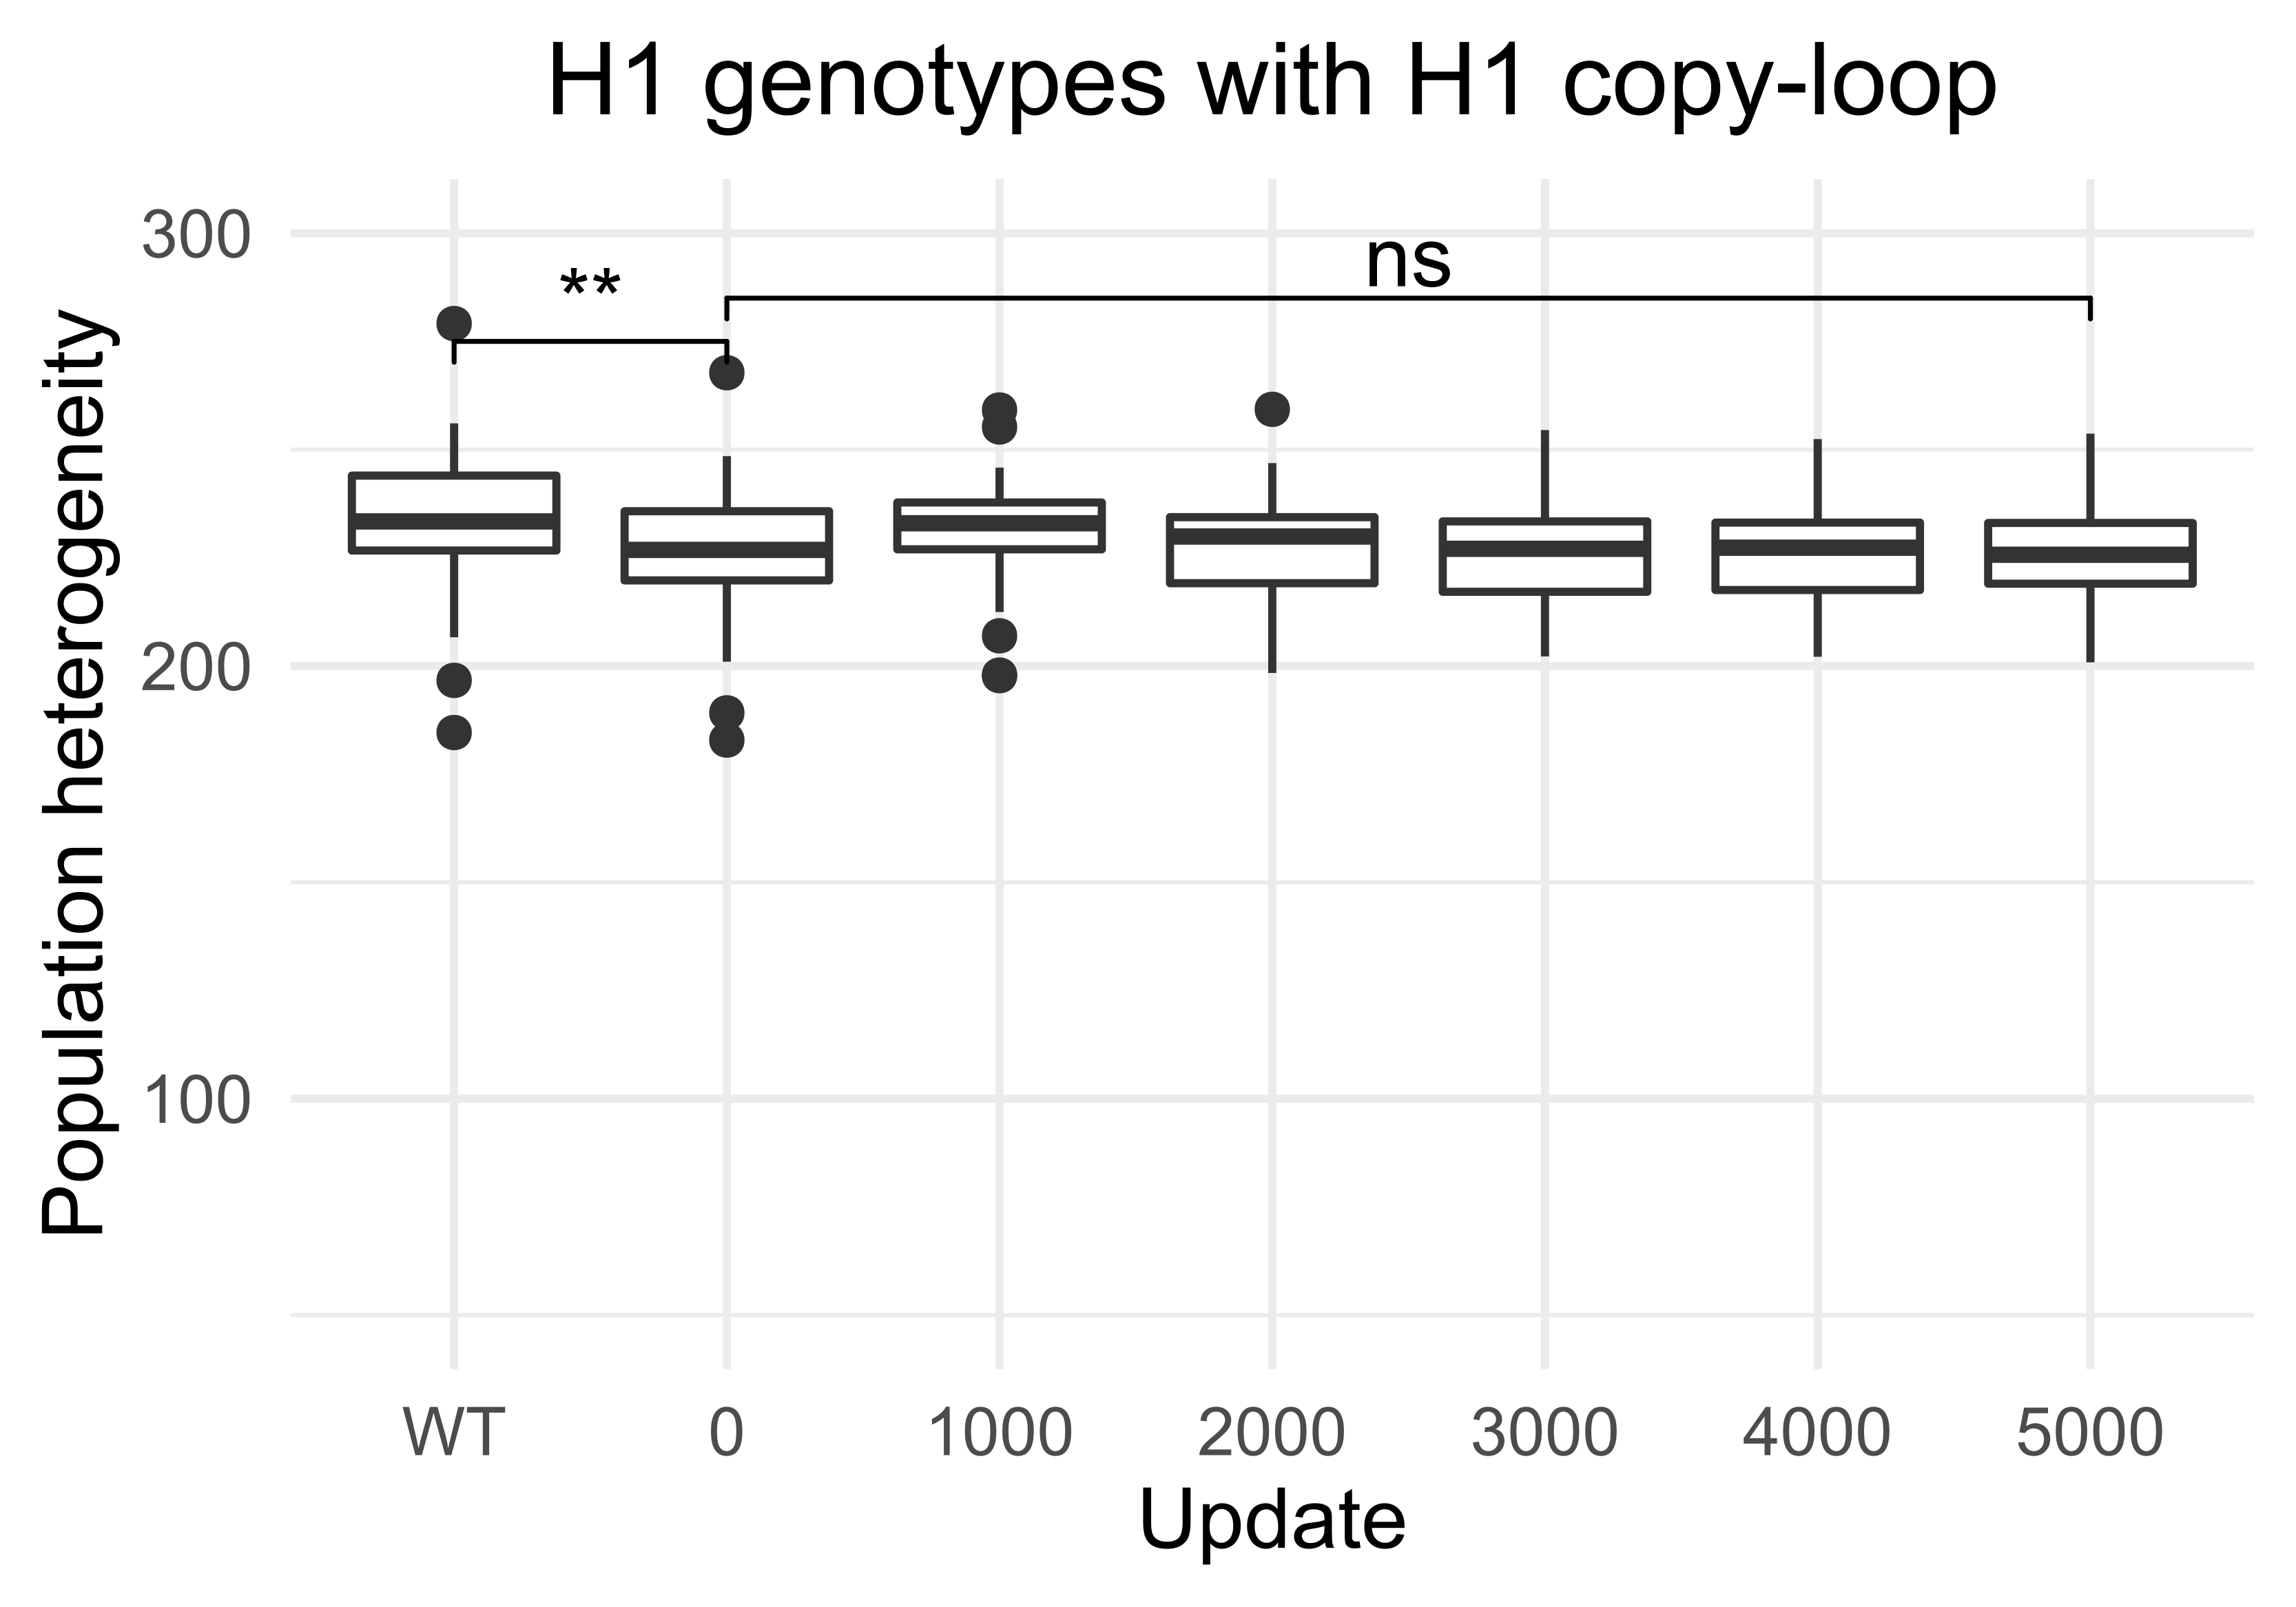 H1 genotypes with H1 copy-loop
Population heterogeneity
300
200
100
**
ns
WT 0 1000 2000 3000 4000 5000
Update